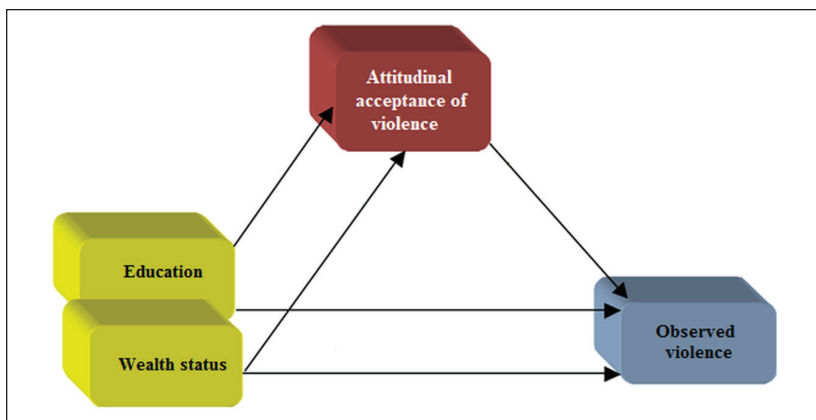 Attitudinal
acceptance of
violence
Education
Wealth status
Observed
violence